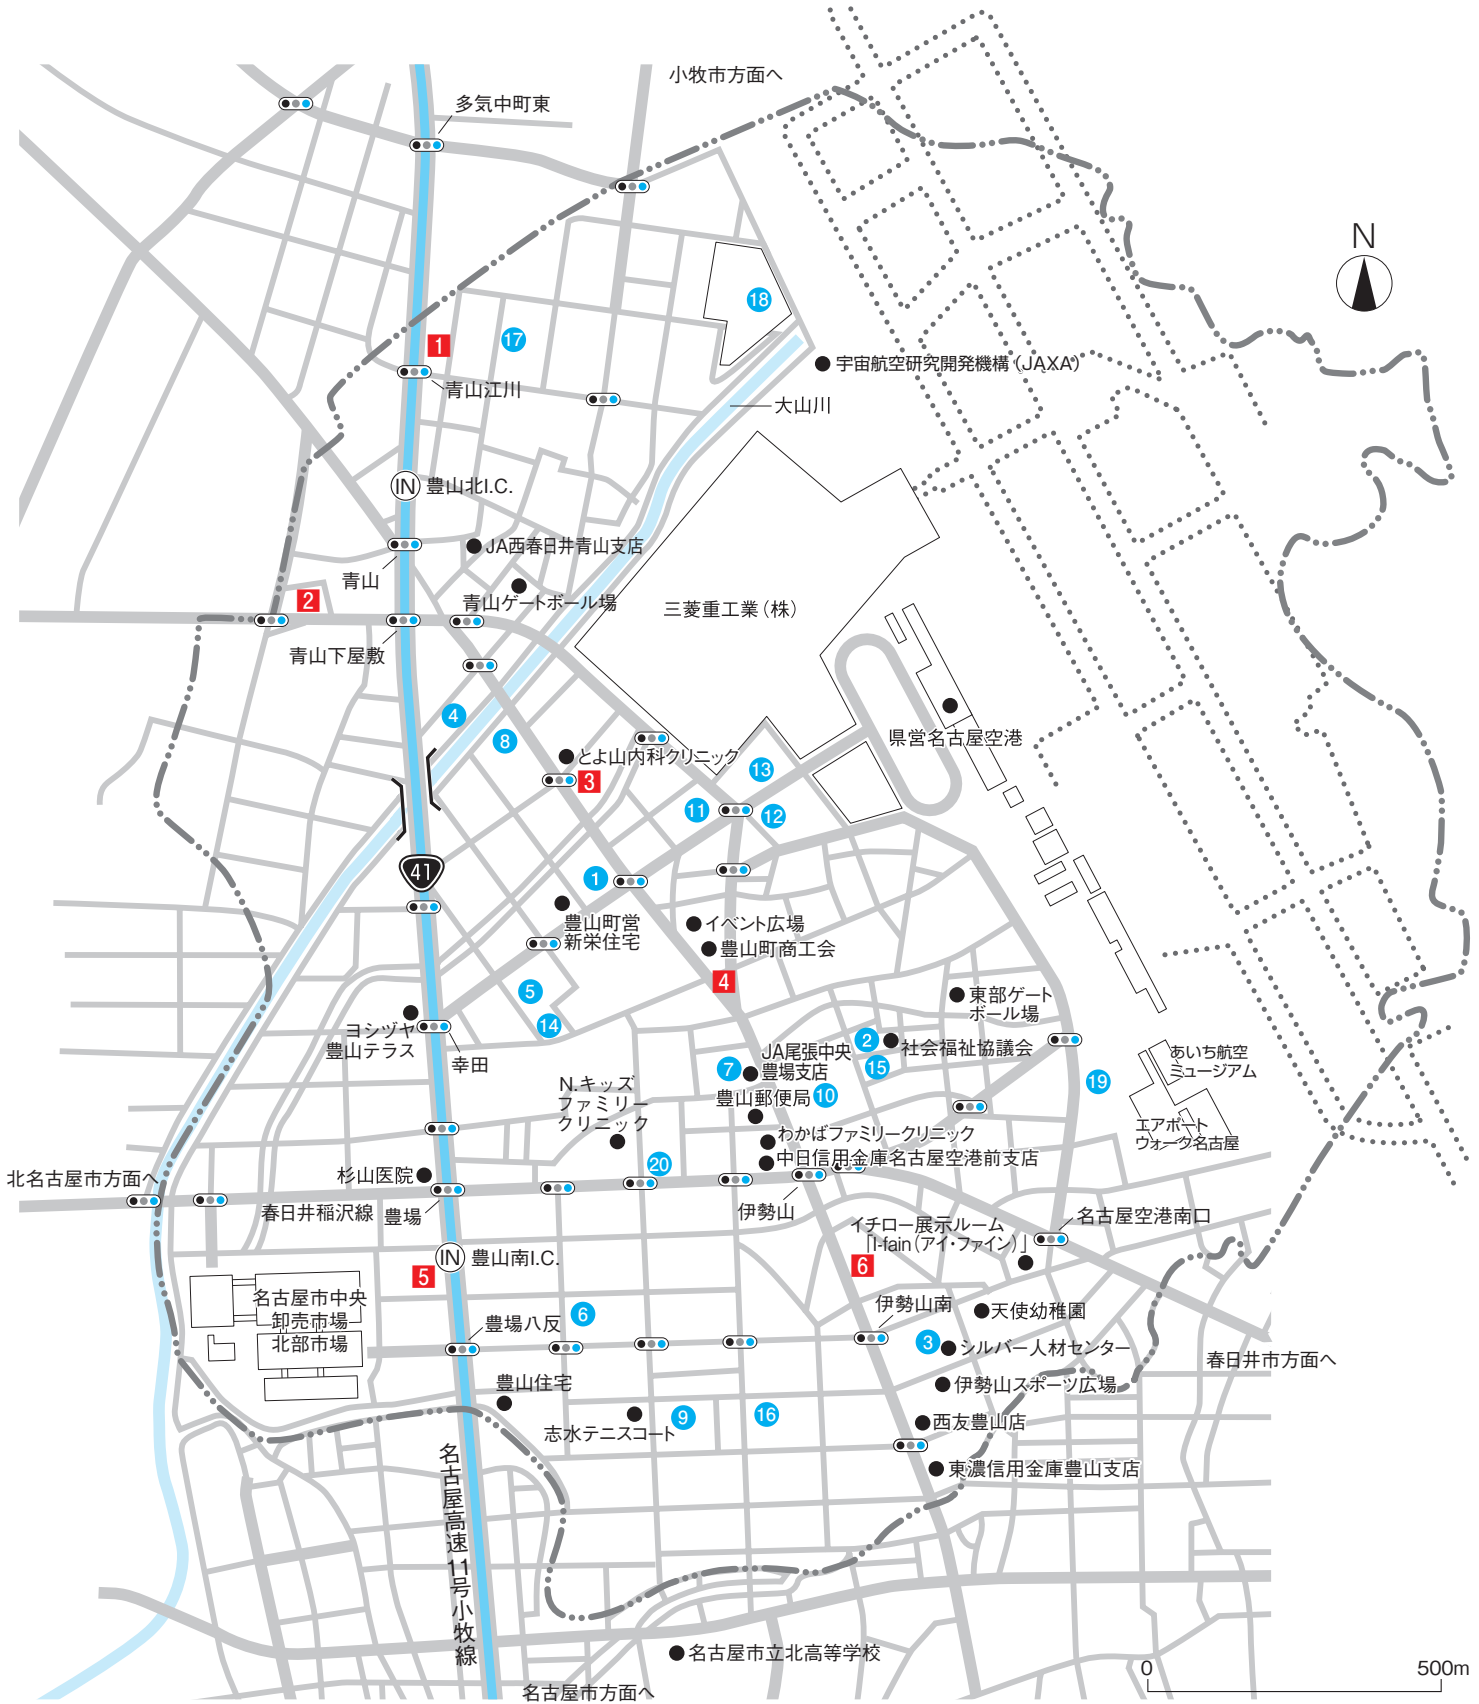 小牧市方面へ
多気中町東
N
18
1
17
宇宙航空研究開発機構（JAXA）
青山江川
大山川
IN 豊山北I.C.
JA西春日井青山支店
青山
青山ゲートボール場
2
三菱重工業（株）
青山下屋敷
4
8
県営名古屋空港
とよ山内科クリニック
3
13
11
12
41
1
豊山町営
新栄住宅
イベント広場
豊山町商工会
4
5
14
東部ゲート
ボール場
ヨシヅヤ
豊山テラス
幸田
2
社会福祉協議会
15
JA尾張中央
豊場支店
7
あいち航空
ミュージアム
19
N.キッズ
ファミリー
クリニック
豊山郵便局
10
わかばファミリークリニック
エアポート
ウォーク名古屋
中日信用金庫名古屋空港前支店
20
杉山医院
北名古屋市方面へ
春日井稲沢線
豊場
伊勢山
名古屋空港南口
イチロー展示ルーム
「I-fain（アイ・ファイン）」
IN 豊山南I.C.
5
6
名古屋市中央
卸売市場
北部市場
6
伊勢山南
天使幼稚園
豊場八反
3
シルバー人材センター
春日井市方面へ
豊山住宅
伊勢山スポーツ広場
志水テニスコート
9
16
西友豊山店
東濃信用金庫豊山支店
名古屋高速11号小牧線
名古屋市立北高等学校
名古屋市方面へ
0 500m